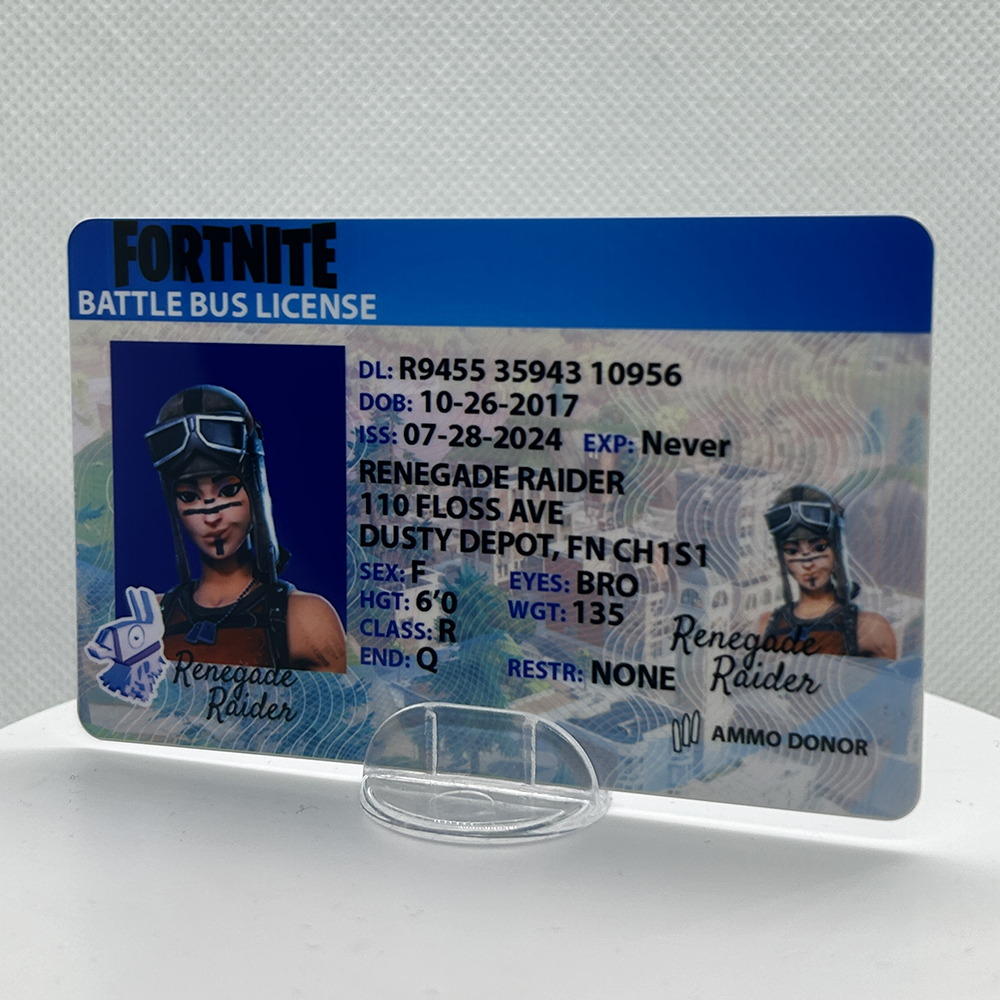 FORTNITE
BATTLE BUS LICENSE
DL: R9455 35943 10956
DOB: 10-26-2017
ISS: 07-28-2024 EXP: Never
RENEGADE RAIDER
110 FLOSS AVE
DUSTY DEPOT, FN CH1S1
SEX: F EYES: BRO
HGT: 6'0 WGT: 135
CLASS: R
END: Q RESTR: NONE
Renegade
Raider
Renegade
Raider
AMMO DONOR